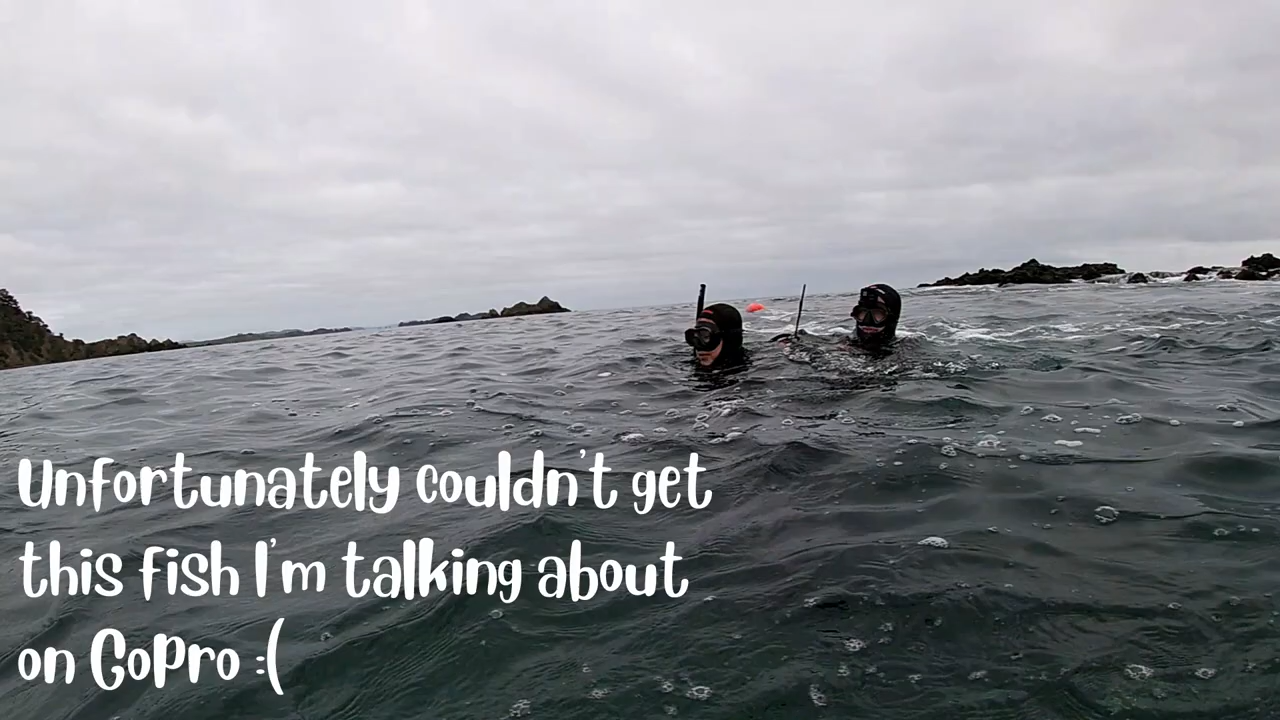 Unfortunately couldn't get
this fish I'm talking about
on GoPro :(